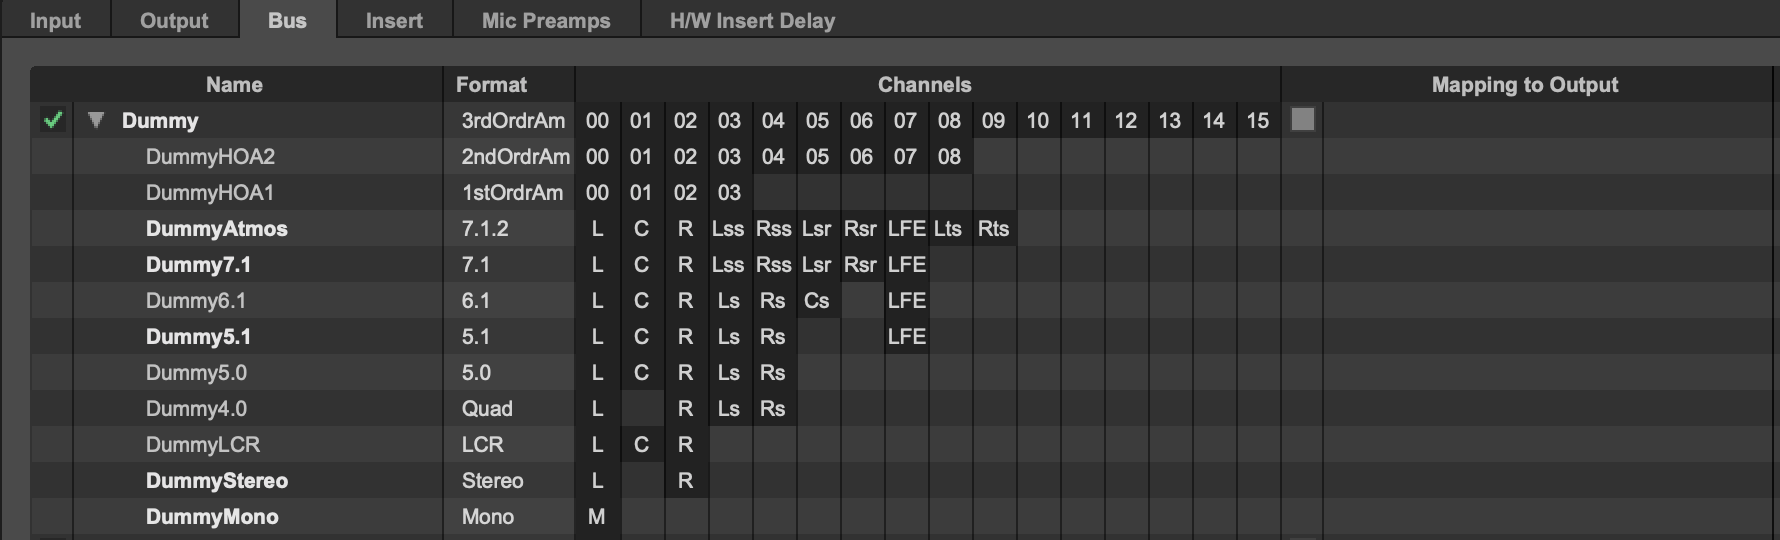 Input Output Bus Insert Mic Preamps H/W Insert Delay
Name Format Channels Mapping to Output
Dummy 3rdOrdrAm 00 01 02 03 04 05 06 07 08 09 10 11 12 13 14 15
DummyHOA2 2ndOrdrAm 00 01 02 03 04 05 06 07 08
DummyHOA1 1stOrdrAm 00 01 02 03
DummyAtmos 7.1.2 L C R Lss Rss Lsr Rsr LFE Lts Rts
Dummy7.1 7.1 L C R Lss Rss Lsr Rsr LFE
Dummy6.1 6.1 L C R Ls Rs Cs LFE
Dummy5.1 5.1 L C R Ls Rs LFE
Dummy5.0 5.0 L C R Ls Rs
Dummy4.0 Quad L R Ls Rs
DummyLCR LCR L C R
DummyStereo Stereo L R
DummyMono Mono M